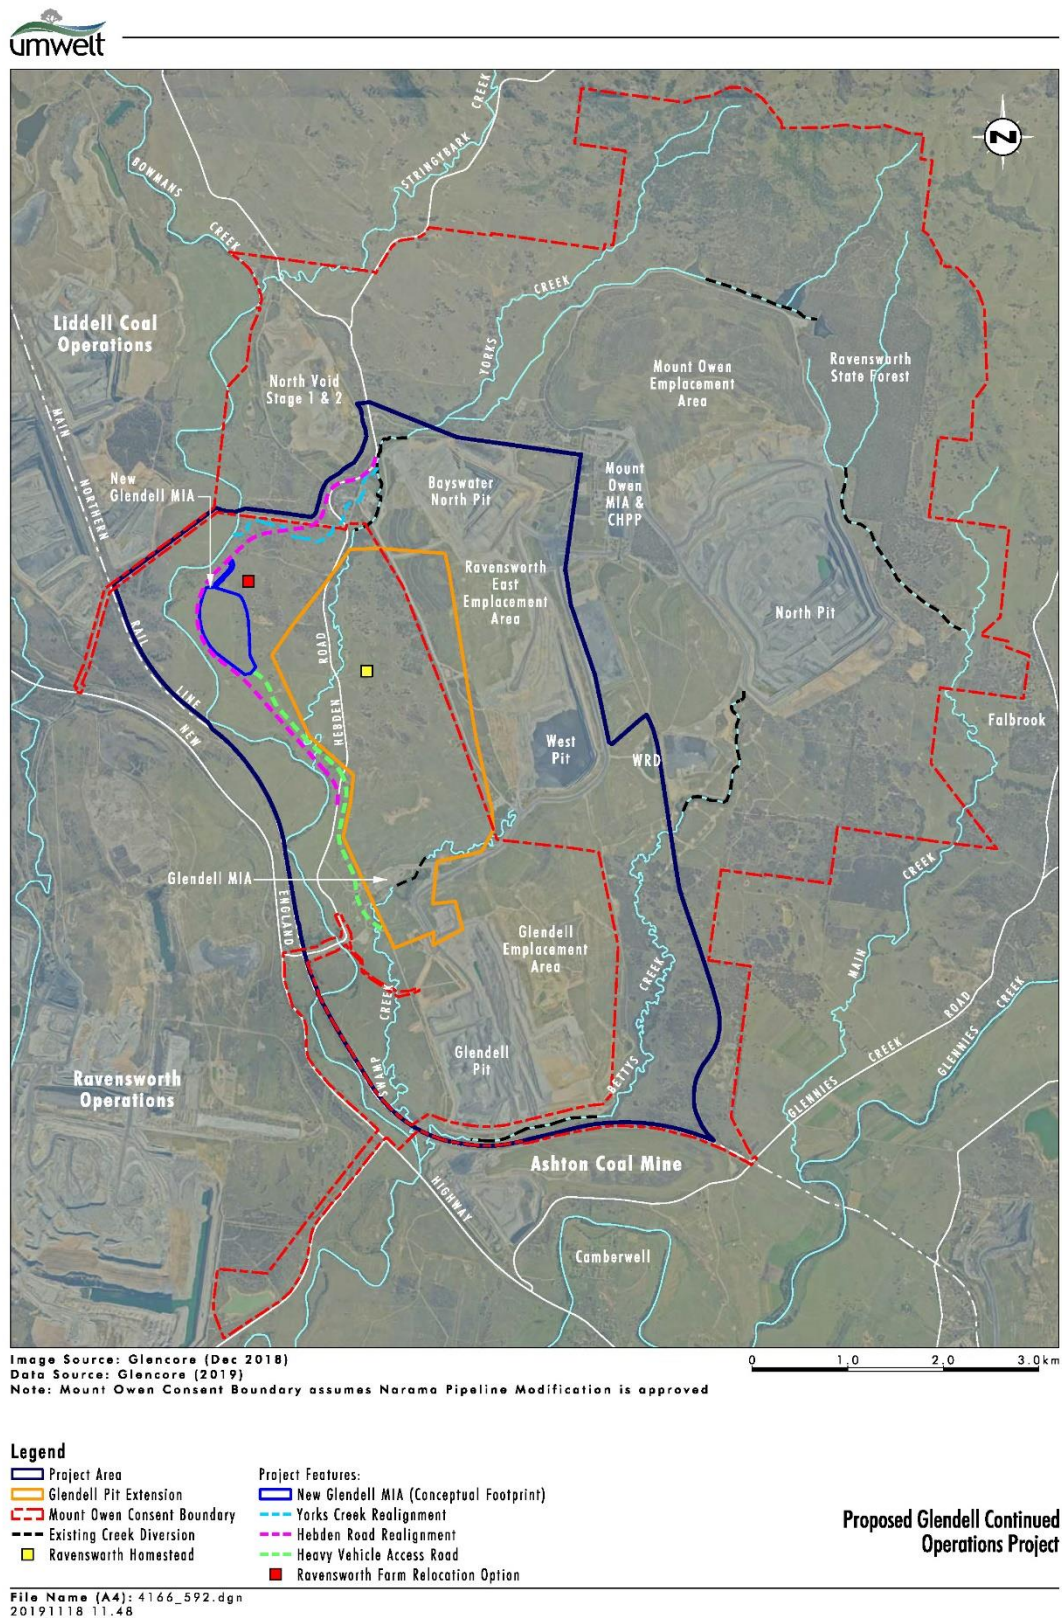 umwelt
N
BOWMANS
CREEK
STRINGYBARK
CREEK
Liddell Coal
Operations
North Void
Stage 1 & 2
YORKS
CREEK
Mount Owen
Emplacement
Area
Ravensworth
State Forest
MAIN
NORTHERN
RAIL
LINE
New
Glendell MIA
Bayswater
North Pit
Mount
Owen
MIA &
CHPP
Ravensworth
East
Emplacement
Area
North Pit
HEBDEN
ROAD
West
Pit
WRD
Falbrook
NEW
ENGLAND
HIGHWAY
Glendell MIA
Glendell
Emplacement
Area
Glendell
Pit
SWAMP
CREEK
BETTYS
CREEK
MAIN
CREEK
GLENNIES
CREEK
ROAD
GLENNIES
CREEK
Ravensworth
Operations
Ashton Coal Mine
Camberwell
Image Source: Glencore (Dec 2018)
Data Source: Glencore (2019)
Note: Mount Owen Consent Boundary assumes Narama Pipeline Modification is approved
0 1.0 2.0 3.0km
Legend
Project Area
Glendell Pit Extension
Mount Owen Consent Boundary
Existing Creek Diversion
Ravensworth Homestead
Project Features:
New Glendell MIA (Conceptual Footprint)
Yorks Creek Realignment
Hebden Road Realignment
Heavy Vehicle Access Road
Ravensworth Farm Relocation Option
Proposed Glendell Continued
Operations Project
File Name (A4): 4166_592.dgn
20191118 11.48